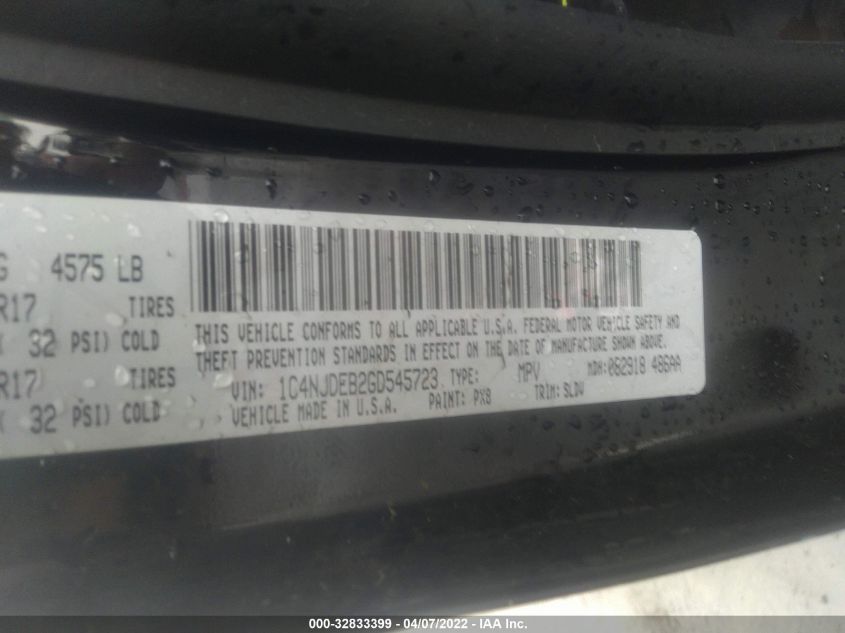 G 4575 LB
R17 TIRES
32 PSI) COLD
R17 TIRES
32 PSI) COLD
THIS VEHICLE CONFORMS TO ALL APPLICABLE U.S.A. FEDERAL MOTOR VEHICLE SAFETY AND
THEFT PREVENTION STANDARDS IN EFFECT ON THE DATE OF MANUFACTURE SHOWN ABOVE.
VIN: 1C4NJDEB2GD545723 TYPE: MPV MDH: 062918 486AA
VEHICLE MADE IN U.S.A. PAINT: PX8 TRIM: SLDV
000-32833399 - 04/07/2022 - IAA Inc.